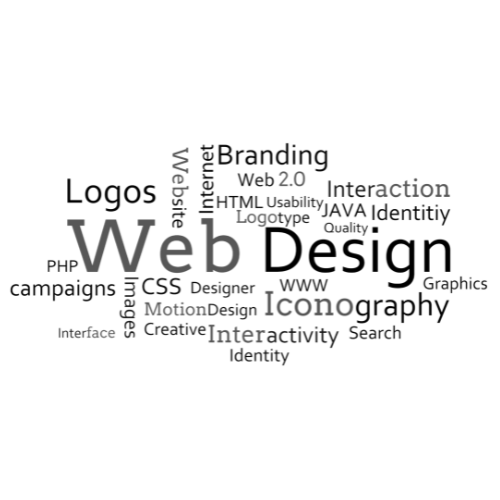 Branding
Website
Internet
Web 2.0
Logos
Interaction
HTML Usability
Logotype
JAVA Identitiy
Quality
Web Design
PHP
campaigns
Images
CSS Designer
WWW
Graphics
MotionDesign
Iconography
Interface
Creative
Interactivity
Search
Identity